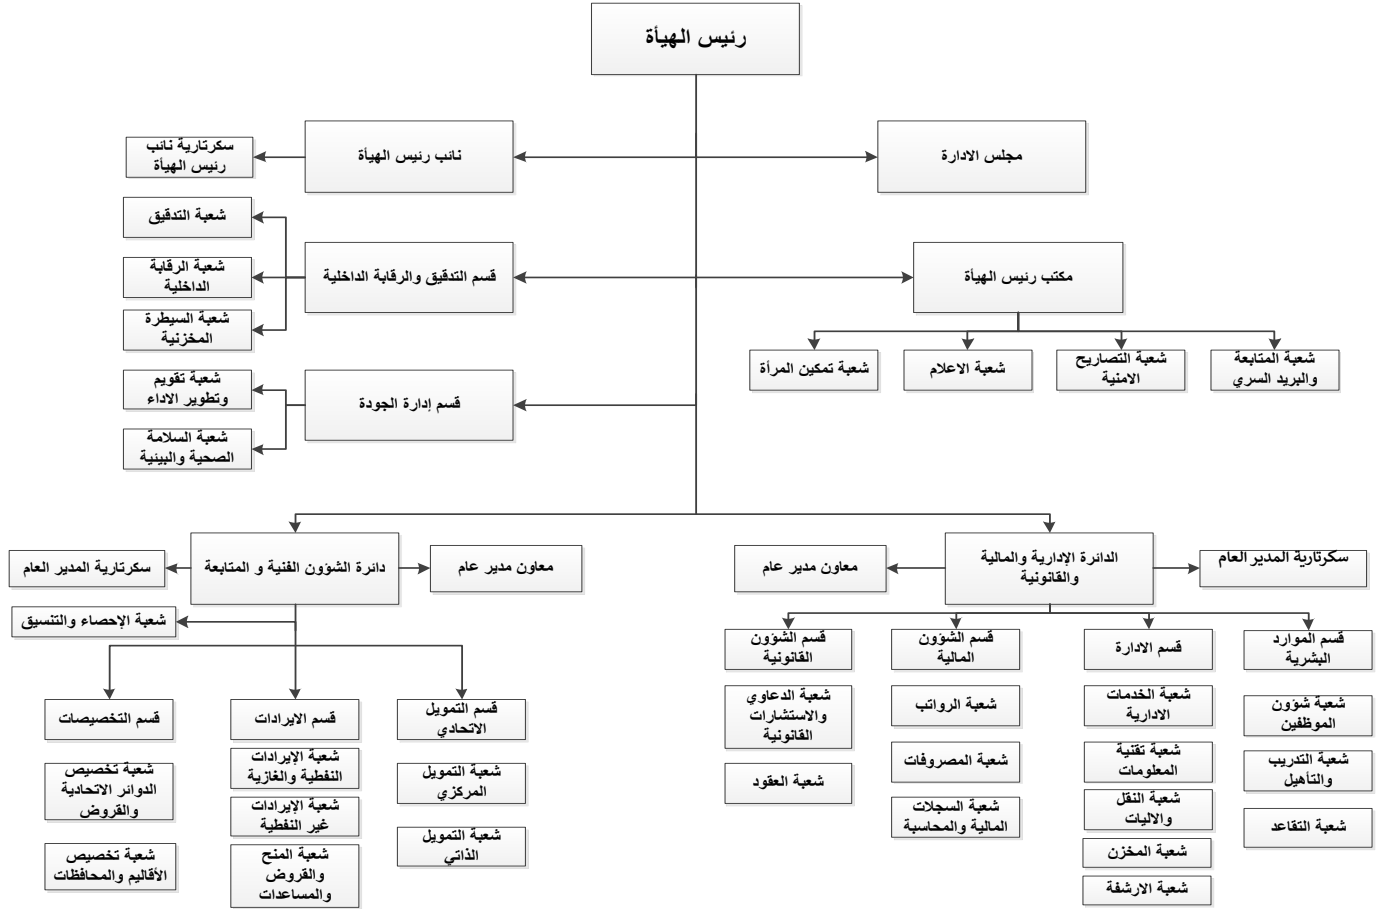 رئيس الهيأة
مجلس الادارة
نائب رئيس الهيأة
سكرتارية نائب
رئيس الهيأة
مكتب رئيس الهيأة
شعبة المتابعة
والبريد السري
شعبة التصاريح
الامنية
شعبة الاعلام
شعبة تمكين المرأة
قسم التدقيق والرقابة الداخلية
شعبة التدقيق
شعبة الرقابة
الداخلية
شعبة السيطرة
المخزنية
قسم إدارة الجودة
شعبة تقويم
وتطوير الاداء
شعبة السلامة
الصحية والبيئية
الدائرة الإدارية والمالية
والقانونية
سكرتارية المدير العام
معاون مدير عام
قسم الموارد
البشرية
شعبة شؤون
الموظفين
شعبة التدريب
والتأهيل
شعبة التقاعد
قسم الادارة
شعبة الخدمات
الادارية
شعبة تقنية
المعلومات
شعبة النقل
والاليات
شعبة المخزن
شعبة الارشفة
قسم الشؤون
المالية
شعبة الرواتب
شعبة المصروفات
شعبة السجلات
المالية والمحاسبة
قسم الشؤون
القانونية
شعبة الدعاوي
والاستشارات
القانونية
شعبة العقود
دائرة الشؤون الفنية و المتابعة
معاون مدير عام
سكرتارية المدير العام
شعبة الإحصاء والتنسيق
قسم التمويل
الاتحادي
شعبة التمويل
المركزي
شعبة التمويل
الذاتي
قسم الايرادات
شعبة الإيرادات
النفطية والغازية
شعبة الإيرادات
غير النفطية
شعبة المنح
والقروض
والمساعدات
قسم التخصيصات
شعبة تخصيص
الدوائر الاتحادية
والقروض
شعبة تخصيص
الأقاليم والمحافظات